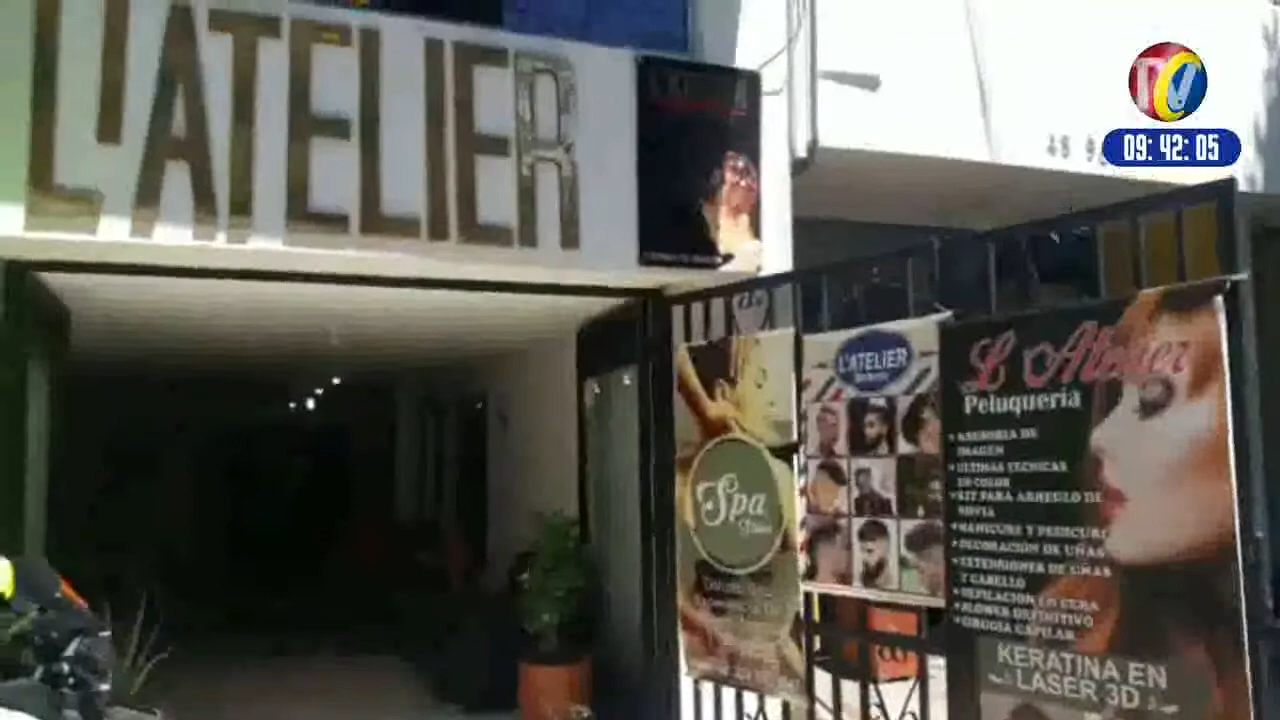 L'ATELIER
TVC
09: 42: 05
L'ATELIER
L Atelier
Peluqueria
Spa
• ASESORIA DE
IMAGEN
• ULTIMAS TECNICAS
EN COLOR
• KIT PARA ARREGLO DE
NOVIA
• MANICURE Y PEDICURE
• DECORACION DE UÑAS
• EXTENSIONES DE UÑAS
Y CABELLO
• DEPILACION EN CERA
• BLOWER DEFINITIVO
• CIRUGIA CAPILAR
KERATINA EN
LASER 3D